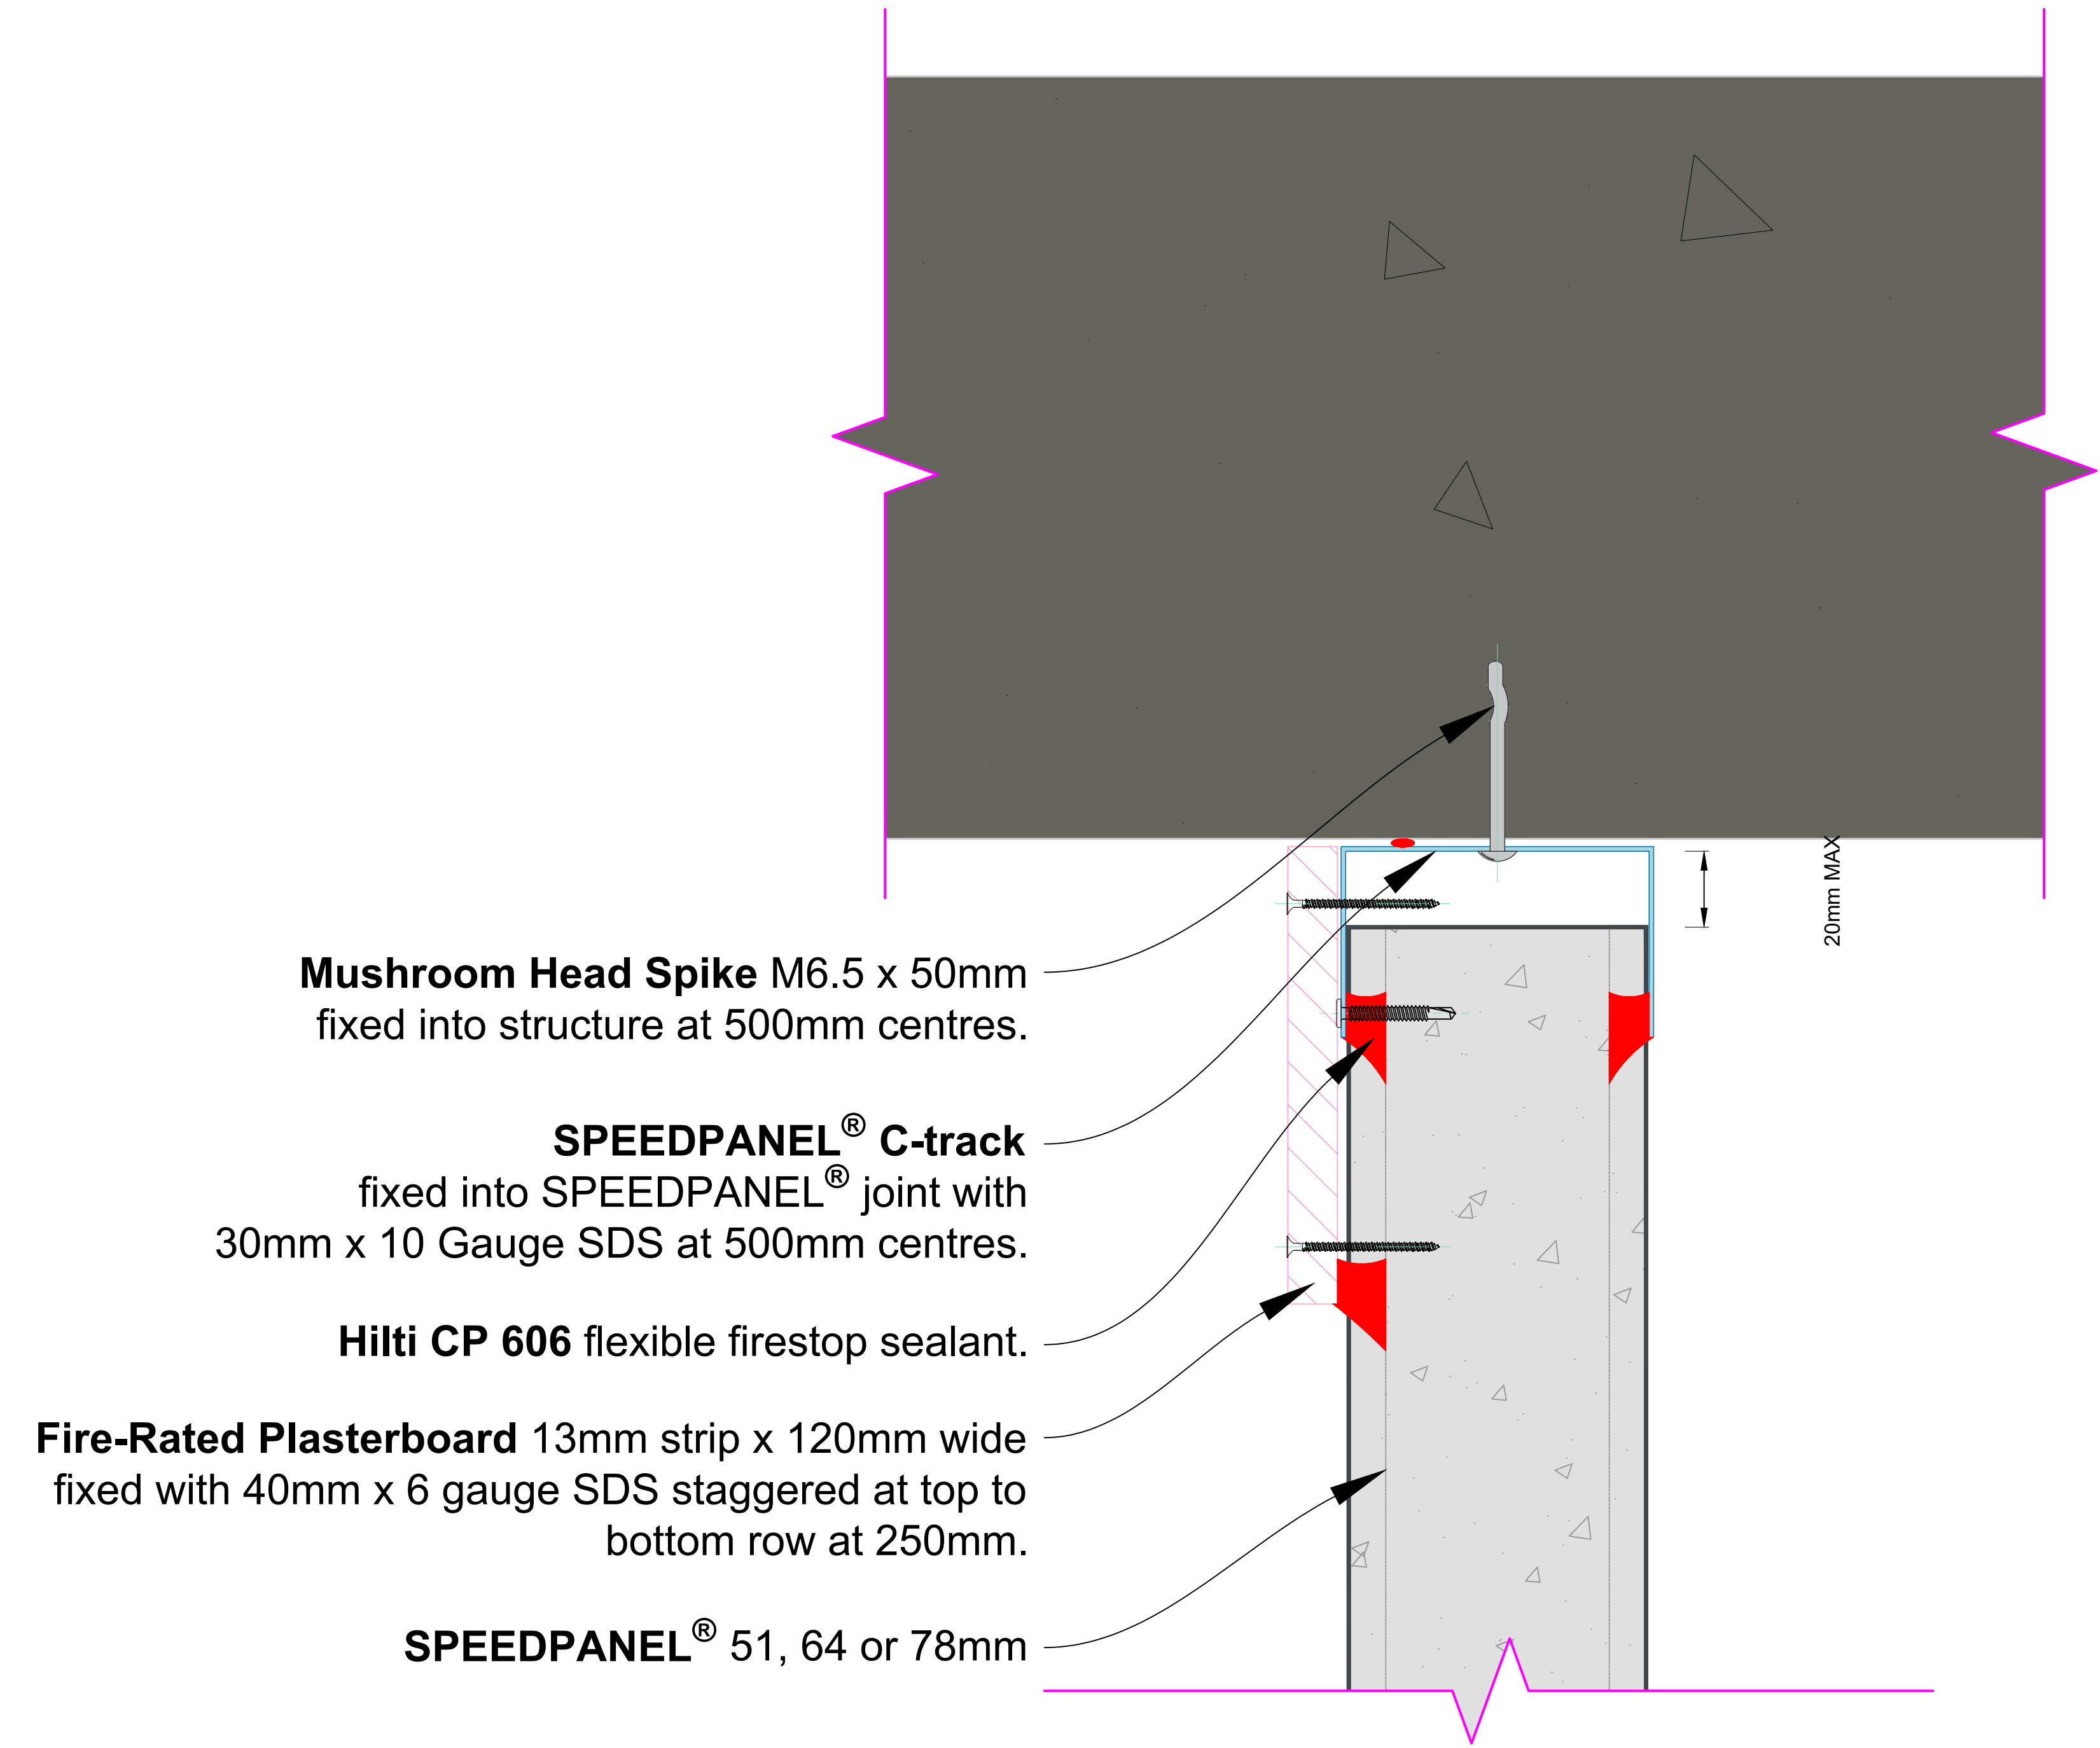 20mm MAX
Mushroom Head Spike M6.5 x 50mm
fixed into structure at 500mm centres.
SPEEDPANEL® C-track
fixed into SPEEDPANEL® joint with
30mm x 10 Gauge SDS at 500mm centres.
Hilti CP 606 flexible firestop sealant.
Fire-Rated Plasterboard 13mm strip x 120mm wide
fixed with 40mm x 6 gauge SDS staggered at top to
bottom row at 250mm.
SPEEDPANEL® 51, 64 or 78mm